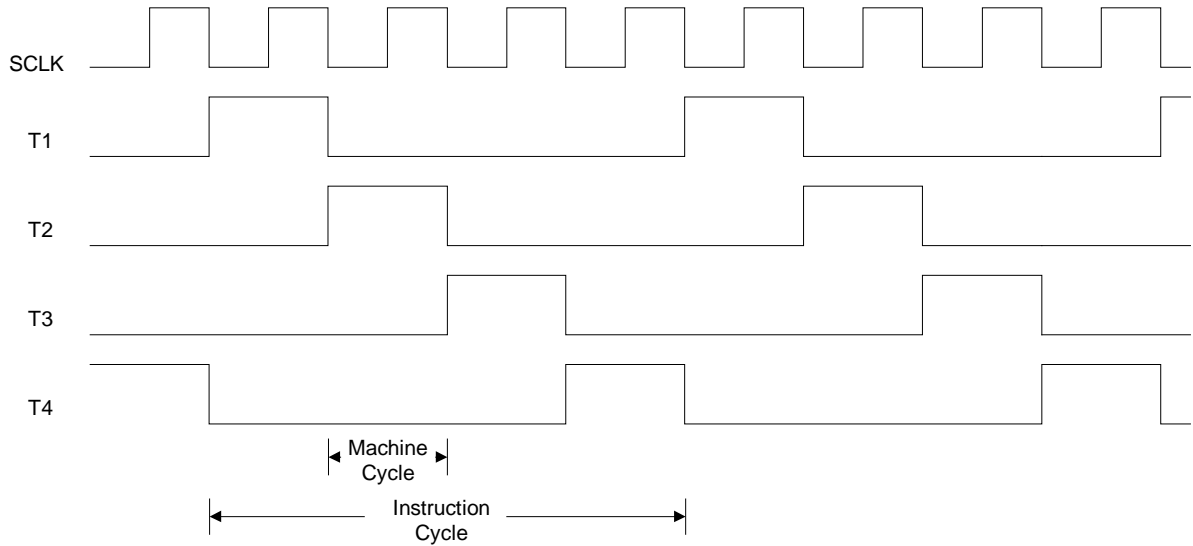 SCLK
T1
T2
T3
T4
Machine
Cycle
Instruction
Cycle